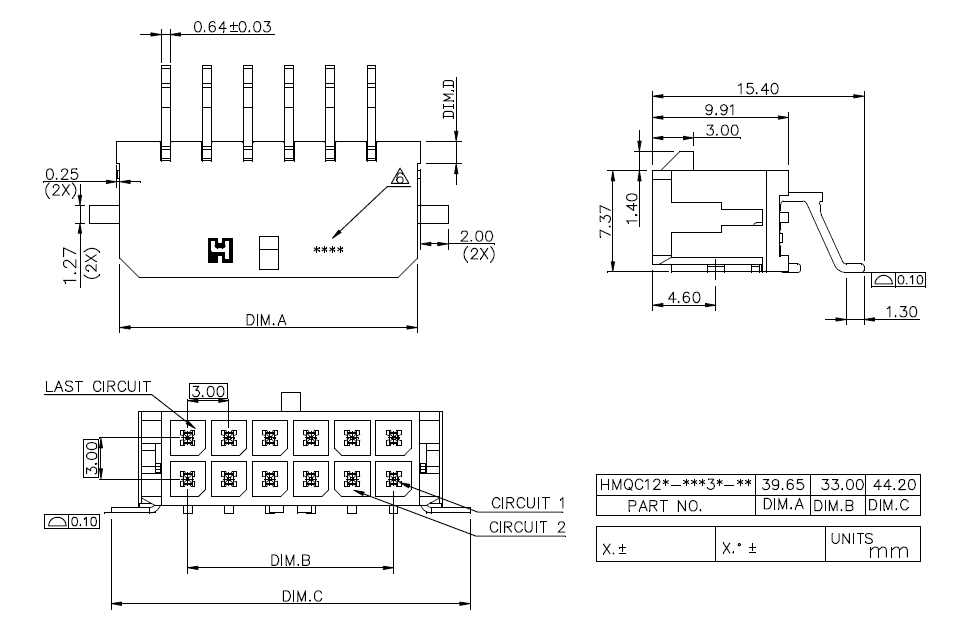 0.64±0.03
DIM.D
0.25
(2X)
6
1.27
(2X)
****
2.00
(2X)
DIM.A
15.40
9.91
3.00
1.40
7.37
4.60
0.10
1.30
LAST CIRCUIT
3.00
3.00
0.10
CIRCUIT 1
CIRCUIT 2
DIM.B
DIM.C
HMQC12*-***3*-** 39.65 33.00 44.20
PART NO. DIM.A DIM.B DIM.C
X.± X.° ± UNITS mm